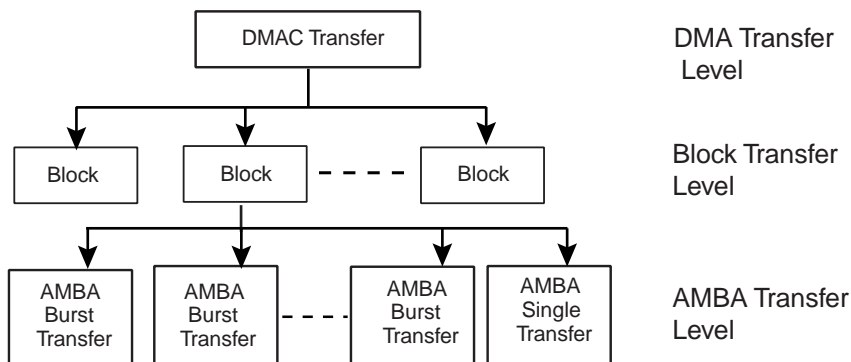 DMAC Transfer
DMA Transfer
Level
Block
Block
Block
Block Transfer
Level
AMBA
Burst
Transfer
AMBA
Burst
Transfer
AMBA
Burst
Transfer
AMBA
Single
Transfer
AMBA Transfer
Level